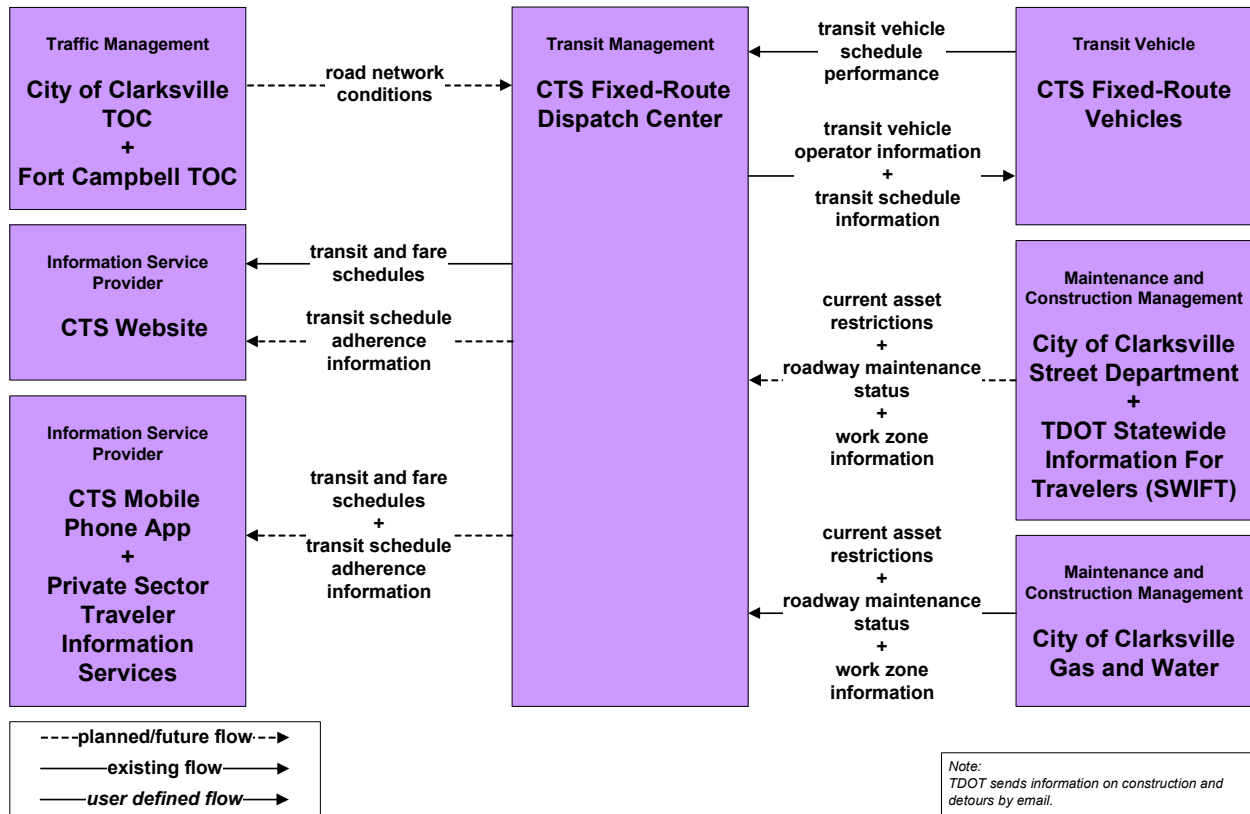 Traffic Management
City of Clarksville
TOC
+
Fort Campbell TOC
road network
conditions
Transit Management
CTS Fixed-Route
Dispatch Center
transit vehicle
schedule
performance
Transit Vehicle
CTS Fixed-Route
Vehicles
transit vehicle
operator information
+
transit schedule
information
Information Service
Provider
CTS Website
transit and fare
schedules
transit schedule
adherence
information
Maintenance and
Construction Management
City of Clarksville
Street Department
+
TDOT Statewide
Information For
Travelers (SWIFT)
current asset
restrictions
+
roadway maintenance
status
+
work zone
information
Information Service
Provider
CTS Mobile
Phone App
+
Private Sector
Traveler
Information
Services
transit and fare
schedules
+
transit schedule
adherence
information
current asset
restrictions
+
roadway maintenance
status
+
work zone
information
Maintenance and
Construction Management
City of Clarksville
Gas and Water
planned/future flow
existing flow
user defined flow
Note:
TDOT sends information on construction and
detours by email.